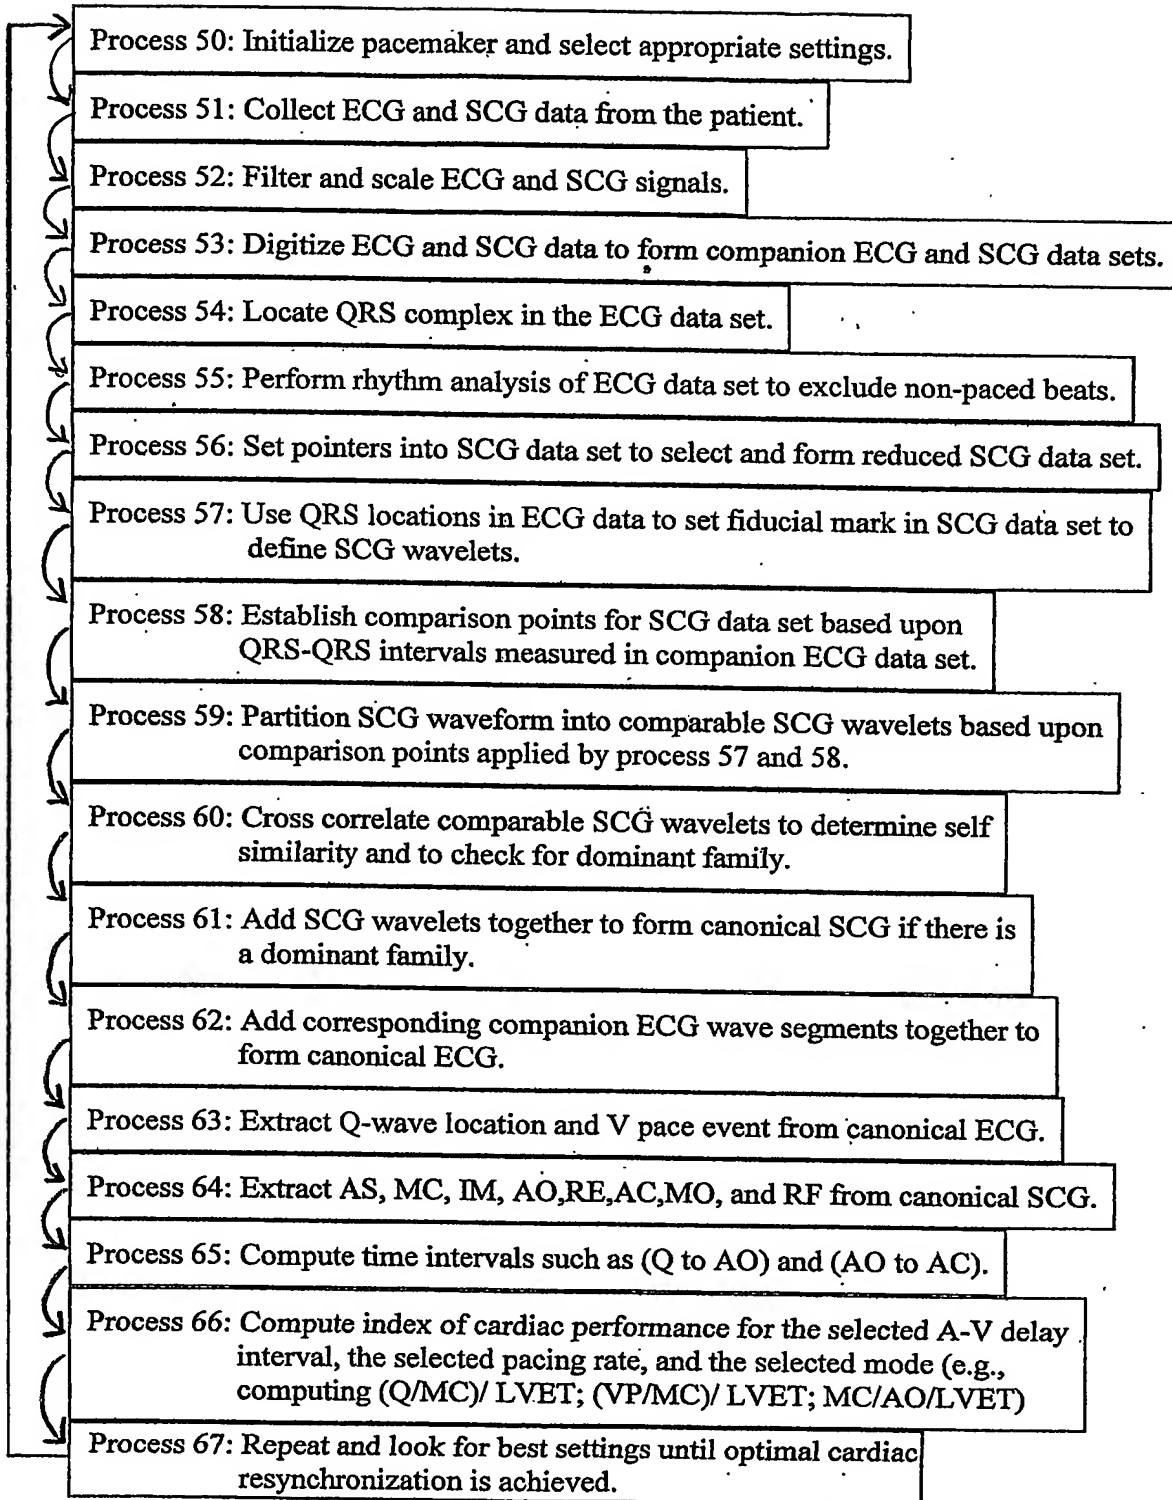 Process 50: Initialize pacemaker and select appropriate settings.
Process 51: Collect ECG and SCG data from the patient.
Process 52: Filter and scale ECG and SCG signals.
Process 53: Digitize ECG and SCG data to form companion ECG and SCG data sets.
Process 54: Locate QRS complex in the ECG data set.
Process 55: Perform rhythm analysis of ECG data set to exclude non-paced beats.
Process 56: Set pointers into SCG data set to select and form reduced SCG data set.
Process 57: Use QRS locations in ECG data to set fiducial mark in SCG data set to
define SCG wavelets.
Process 58: Establish comparison points for SCG data set based upon
QRS-QRS intervals measured in companion ECG data set.
Process 59: Partition SCG waveform into comparable SCG wavelets based upon
comparison points applied by process 57 and 58.
Process 60: Cross correlate comparable SCG wavelets to determine self
similarity and to check for dominant family.
Process 61: Add SCG wavelets together to form canonical SCG if there is
a dominant family.
Process 62: Add corresponding companion ECG wave segments together to
form canonical ECG.
Process 63: Extract Q-wave location and V pace event from canonical ECG.
Process 64: Extract AS, MC, IM, AO,RE,AC,MO, and RF from canonical SCG.
Process 65: Compute time intervals such as (Q to AO) and (AO to AC).
Process 66: Compute index of cardiac performance for the selected A-V delay
interval, the selected pacing rate, and the selected mode (e.g.,
computing (Q/MC)/ LVET; (VP/MC)/ LVET; MC/AO/LVET)
Process 67: Repeat and look for best settings until optimal cardiac
resynchronization is achieved.